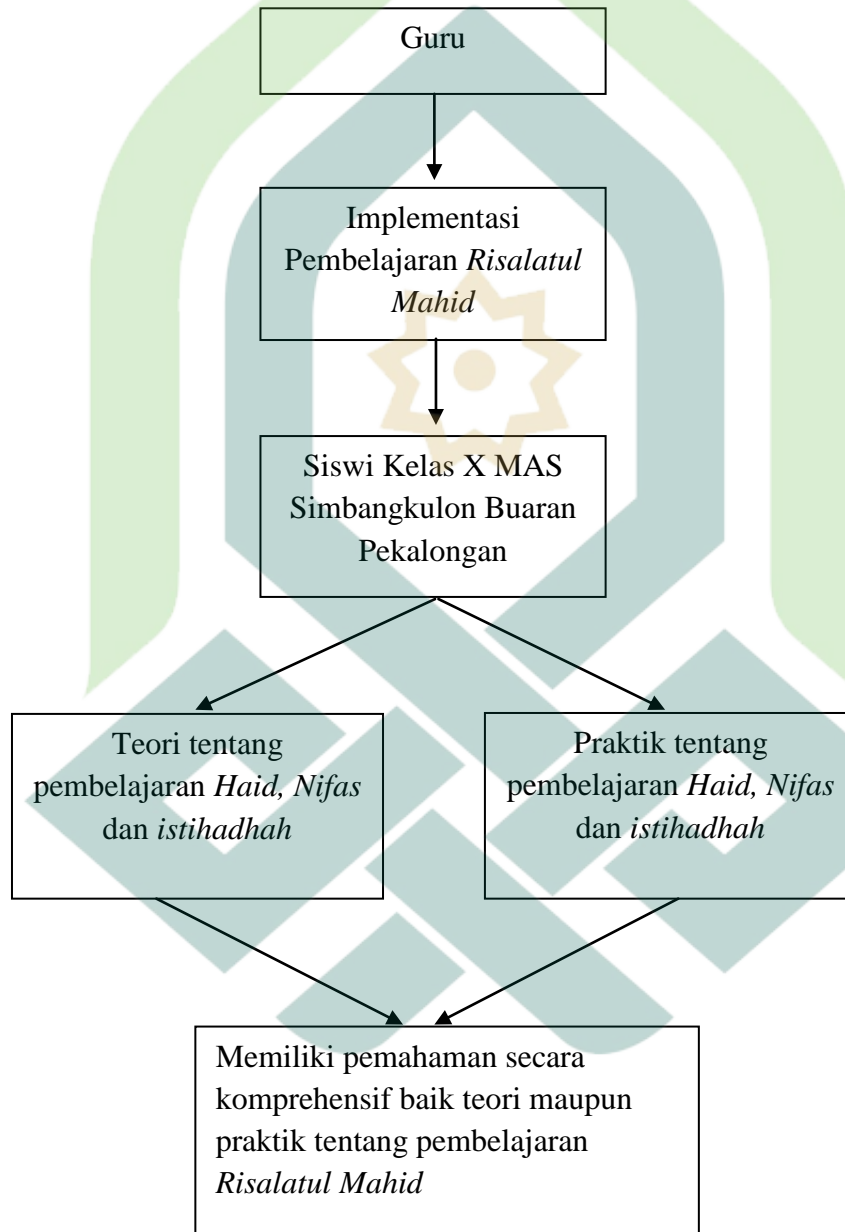 Guru
Implementasi
Pembelajaran Risalatul
Mahid
Siswi Kelas X MAS
Simbangkulon Buaran
Pekalongan
Teori tentang
pembelajaran Haid, Nifas
dan istihadhah
Praktik tentang
pembelajaran Haid, Nifas
dan istihadhah
Memiliki pemahaman secara
komprehensif baik teori maupun
praktik tentang pembelajaran
Risalatul Mahid